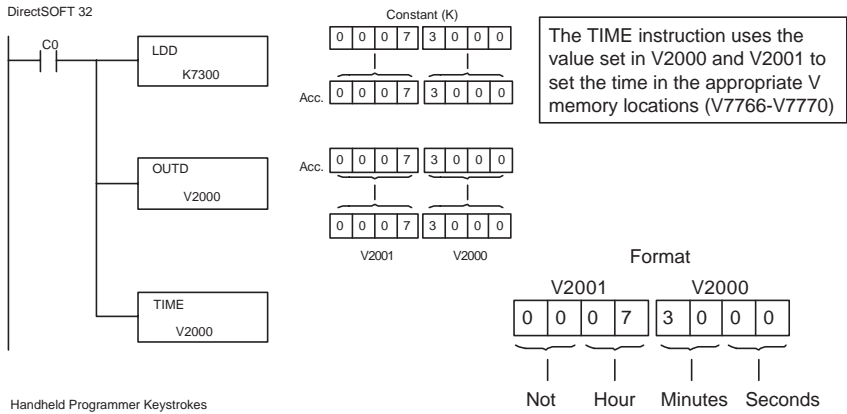 DirectSOFT 32
C0
LDD
K7300
Constant (K)
0 0 0 7 3 0 0 0
Acc. 0 0 0 7 3 0 0 0
The TIME instruction uses the
value set in V2000 and V2001 to
set the time in the appropriate V
memory locations (V7766-V7770)
OUTD
V2000
Acc. 0 0 0 7 3 0 0 0
0 0 0 7 3 0 0 0
V2001 V2000
TIME
V2000
Format
V2001 V2000
0 0 0 7 3 0 0 0
Not Hour Minutes Seconds
Handheld Programmer Keystrokes